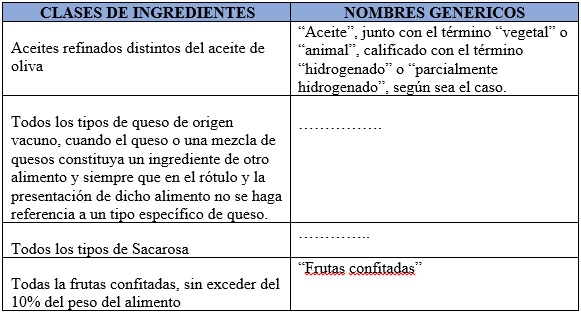 CLASES DE INGREDIENTES
NOMBRES GENERICOS
Aceites refinados distintos del aceite de
oliva
“Aceite”, junto con el término “vegetal” o
“animal”, calificado con el término
“hidrogenado” o “parcialmente
hidrogenado”, según sea el caso.
Todos los tipos de queso de origen
vacuno, cuando el queso o una mezcla de
quesos constituya un ingrediente de otro
alimento y siempre que en el rótulo y la
presentación de dicho alimento no se haga
referencia a un tipo específico de queso.
…………….
Todos los tipos de Sacarosa
…………..
Todas la frutas confitadas, sin exceder del
10% del peso del alimento
“Frutas confitadas”